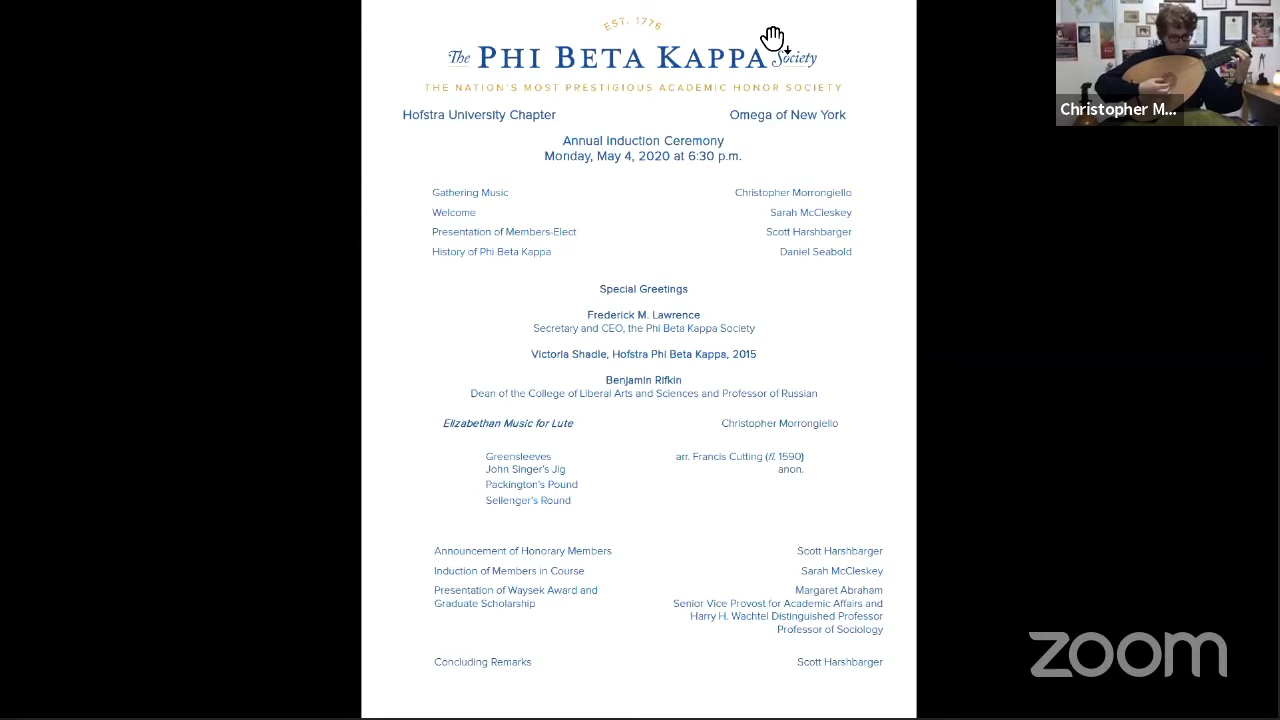 EST. 1776
The PHI BETA KAPPA Society
THE NATION'S MOST PRESTIGIOUS ACADEMIC HONOR SOCIETY
Hofstra University Chapter Omega of New York
Annual Induction Ceremony
Monday, May 4, 2020 at 6:30 p.m.
Gathering Music Christopher Morrongiello
Welcome Sarah McCleskey
Presentation of Members-Elect Scott Harshbarger
History of Phi Beta Kappa Daniel Seabold
Special Greetings
Frederick M. Lawrence
Secretary and CEO, the Phi Beta Kappa Society
Victoria Shadle, Hofstra Phi Beta Kappa, 2015
Benjamin Rifkin
Dean of the College of Liberal Arts and Sciences and Professor of Russian
Elizabethan Music for Lute Christopher Morrongiello
Greensleeves arr. Francis Cutting (fl. 1590)
John Singer's Jig anon.
Packington's Pound
Sellenger's Round
Announcement of Honorary Members Scott Harshbarger
Induction of Members in Course Sarah McCleskey
Presentation of Waysek Award and Margaret Abraham
Graduate Scholarship Senior Vice Provost for Academic Affairs and
Harry H. Wachtel Distinguished Professor
Professor of Sociology
Concluding Remarks Scott Harshbarger
Christopher M...
zoom